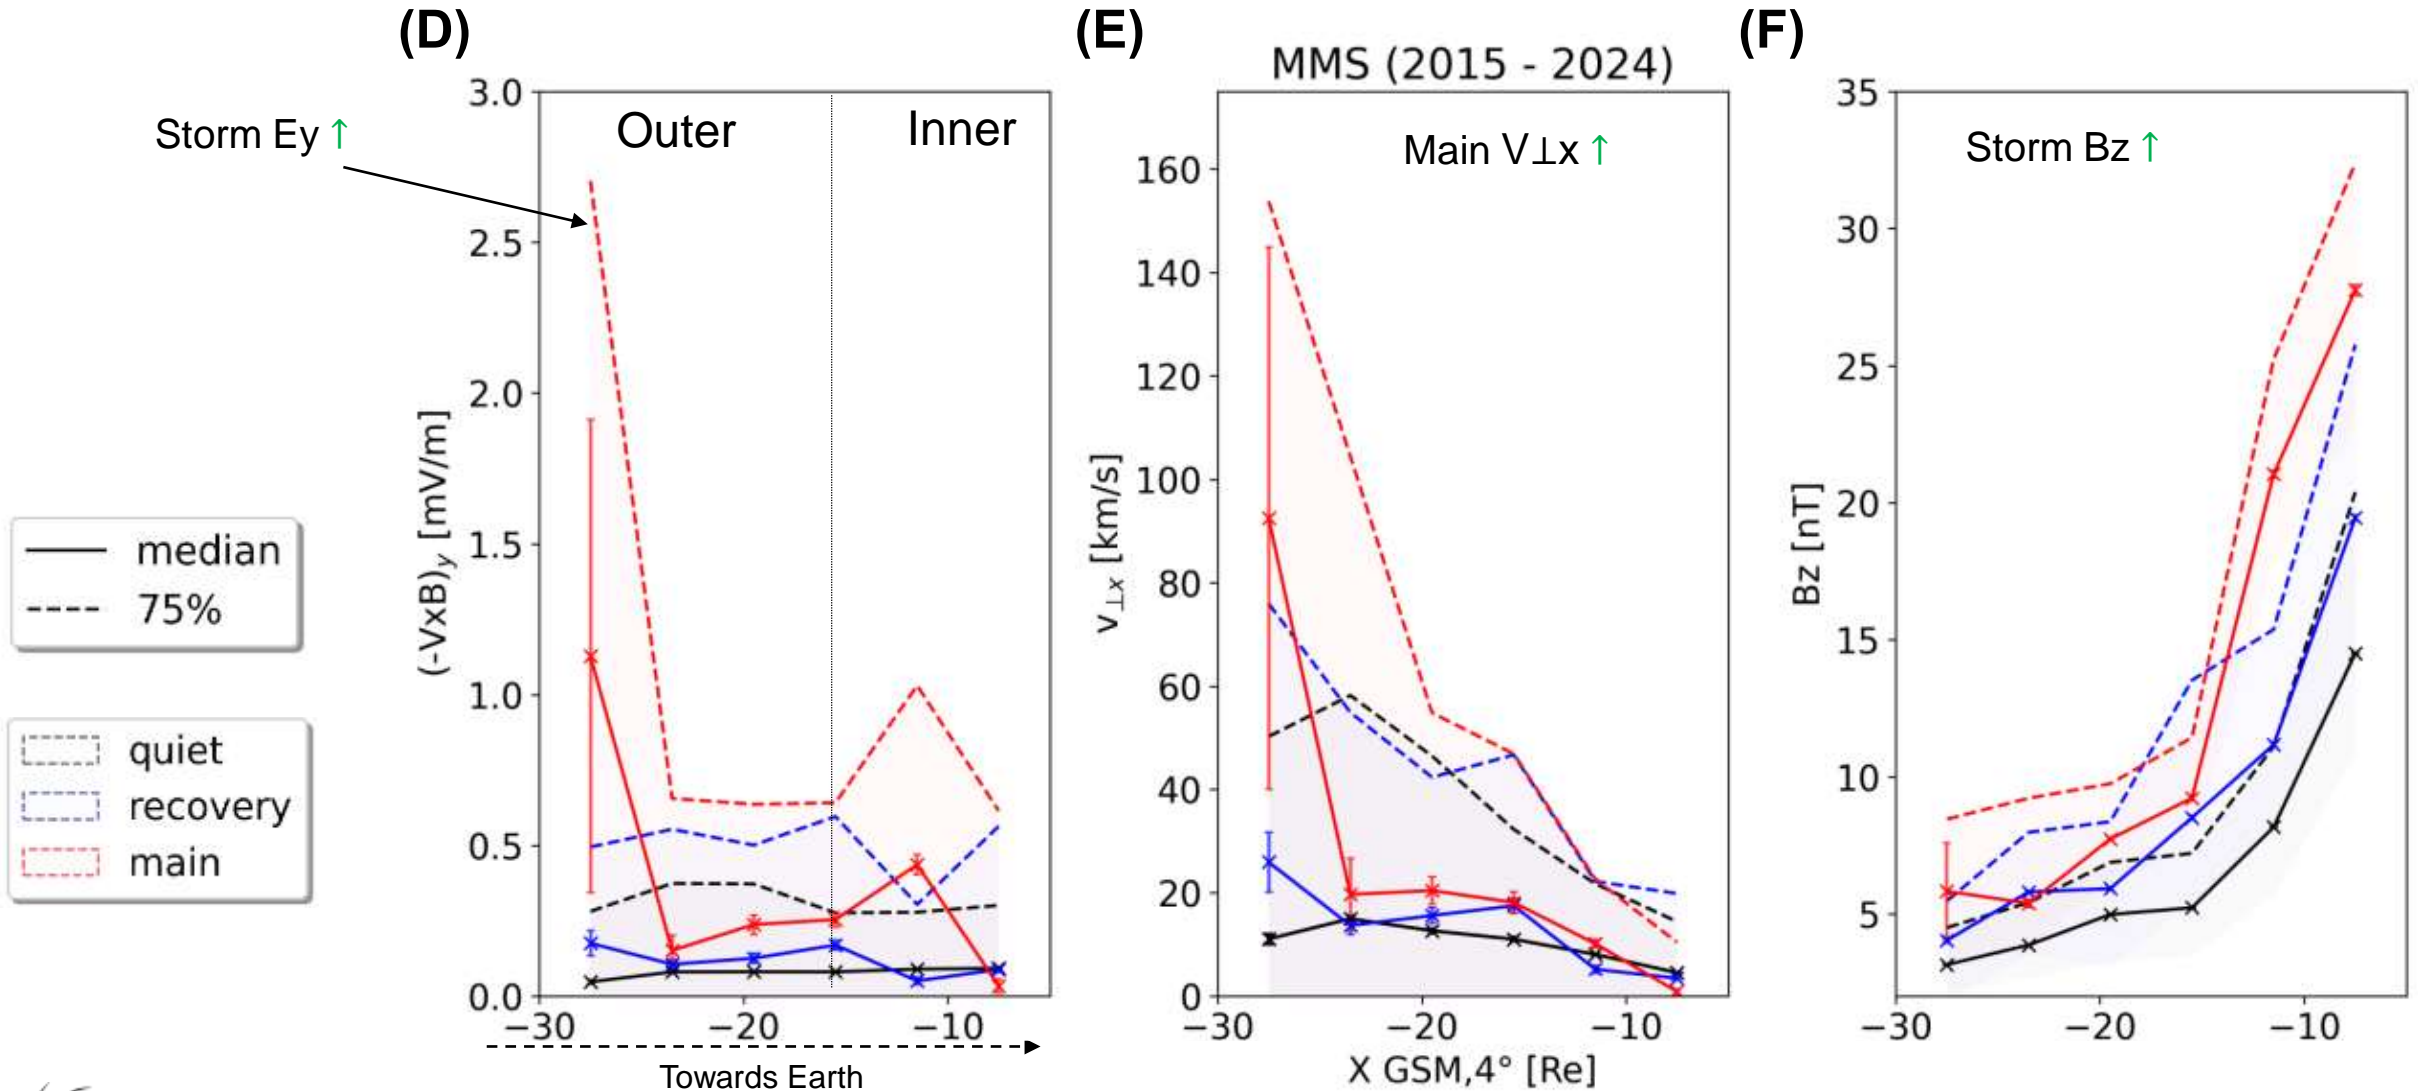 (D)
(E)
(F)
MMS (2015 - 2024)
Storm Ey ↑
Outer
Inner
Main V⊥x ↑
Storm Bz ↑
3.0
2.5
2.0
1.5
1.0
0.5
0.0
(-VxB)y [mV/m]
−30
−20
−10
Towards Earth
160
140
120
100
80
60
40
20
0
v⊥x [km/s]
−30
−20
−10
X GSM,4° [Re]
35
30
25
20
15
10
5
Bz [nT]
−30
−20
−10
median
75%
quiet
recovery
main